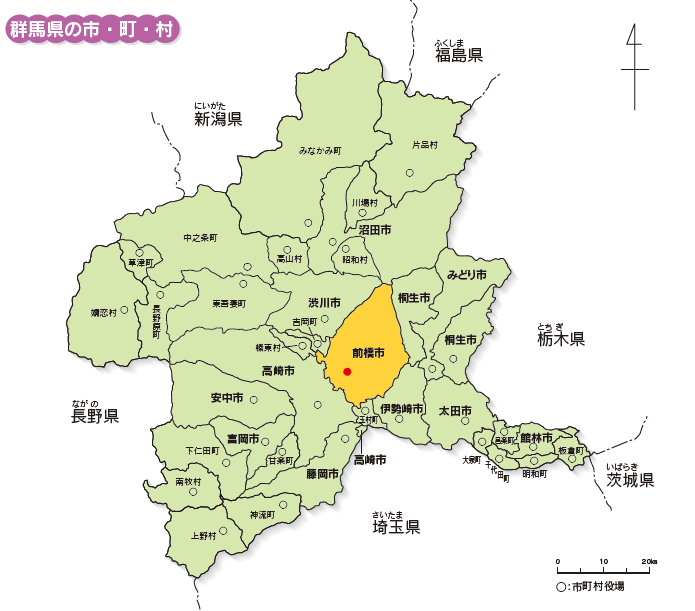 群馬県の市・町・村
ふくしま
福島県
にいがた
新潟県
みなかみ町
片品村
川場村
沼田市
中之条町
高山村
昭和村
草津町
みどり市
嬬恋村
長野原町
東吾妻町
渋川市
桐生市
吉岡町
とちぎ
栃木県
桐生市
榛東村
前橋市
高崎市
ながの
長野県
安中市
玉村町
伊勢崎市
太田市
富岡市
邑楽町
館林市
下仁田町
甘楽町
高崎市
大泉町
千代田町
明和町
板倉町
藤岡市
いばらき
茨城県
南牧村
神流町
上野村
さいたま
埼玉県
0 10 20km
○:市町村役場